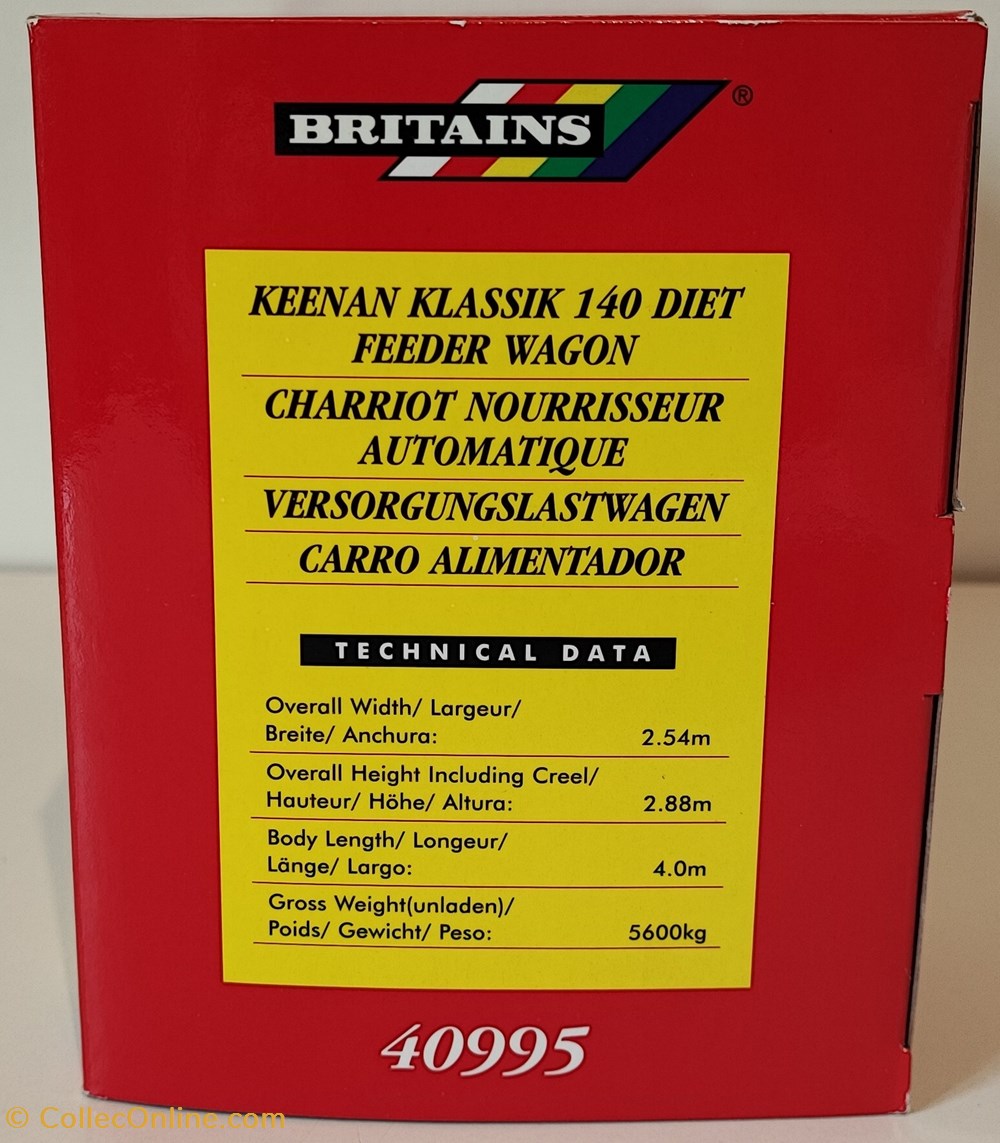 BRITAINS ®
KEENAN KLASSIK 140 DIET
FEEDER WAGON
CHARRIOT NOURRISSEUR
AUTOMATIQUE
VERSORGUNGSLASTWAGEN
CARRO ALIMENTADOR
TECHNICAL DATA
Overall Width/ Largeur/
Breite/ Anchura: 2.54m
Overall Height Including Creel/
Hauteur/ Höhe/ Altura: 2.88m
Body Length/ Longeur/
Länge/ Largo: 4.0m
Gross Weight(unladen)/
Poids/ Gewicht/ Peso: 5600kg
40995
© CollecOnline.com